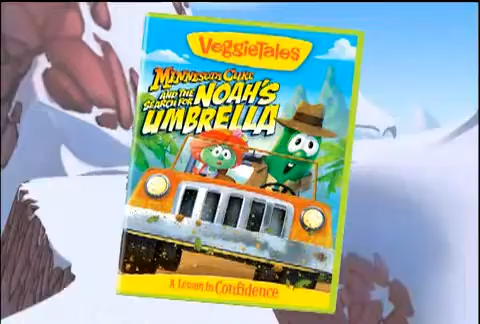 VeggieTales
MINNESOTA CUKE
AND THE
SEARCH FOR NOAH'S
UMBRELLA
A Lesson In Confidence